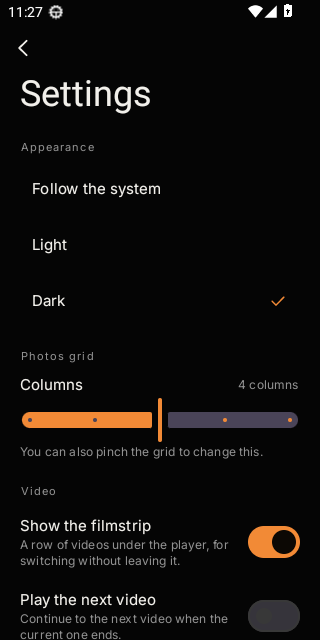 11:27
Settings
Appearance
Follow the system
Light
Dark
Photos grid
Columns
4 columns
You can also pinch the grid to change this.
Video
Show the filmstrip
A row of videos under the player, for
switching without leaving it.
Play the next video
Continue to the next video when the
current one ends.